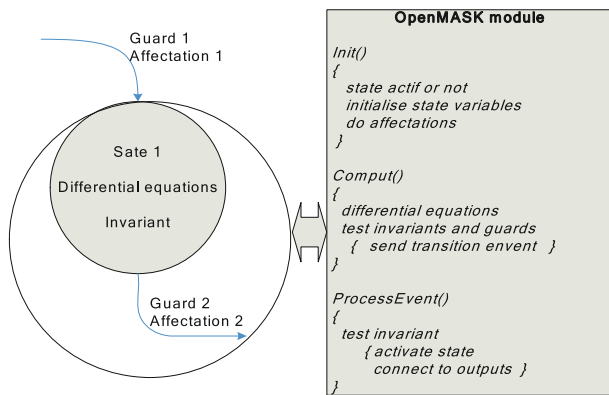 Guard 1
Affectation 1
Sate 1
Differential equations
Invariant
Guard 2
Affectation 2
OpenMASK module
Init()
{
state actif or not
initialise state variables
do affectations
}
Comput()
{
differential equations
test invariants and guards
{ send transition envent }
}
ProcessEvent()
{
test invariant
{ activate state
connect to outputs }
}